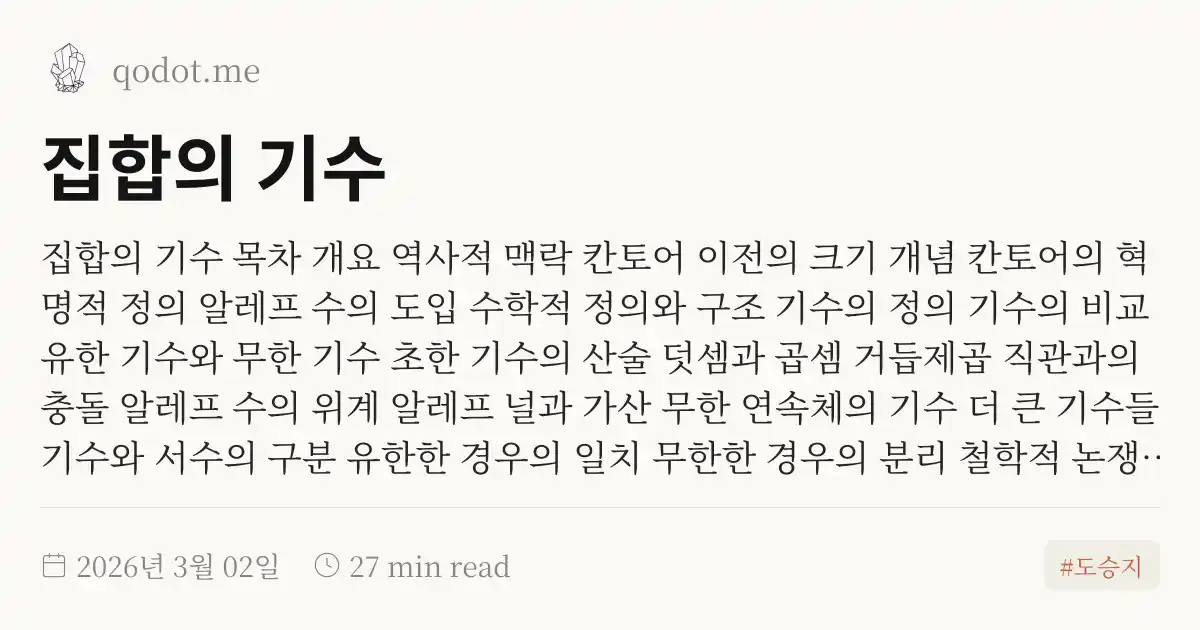 qodot.me
집합의 기수
집합의 기수 목차 개요 역사적 맥락 칸토어 이전의 크기 개념 칸토어의 혁
명적 정의 알레프 수의 도입 수학적 정의와 구조 기수의 정의 기수의 비교
유한 기수와 무한 기수 초한 기수의 산술 덧셈과 곱셈 거듭제곱 직관과의
충돌 알레프 수의 위계 알레프 널과 가산 무한 연속체의 기수 더 큰 기수들
기수와 서수의 구분 유한한 경우의 일치 무한한 경우의 분리 철학적 논쟁··
2026년 3월 02일 27 min read #도승지